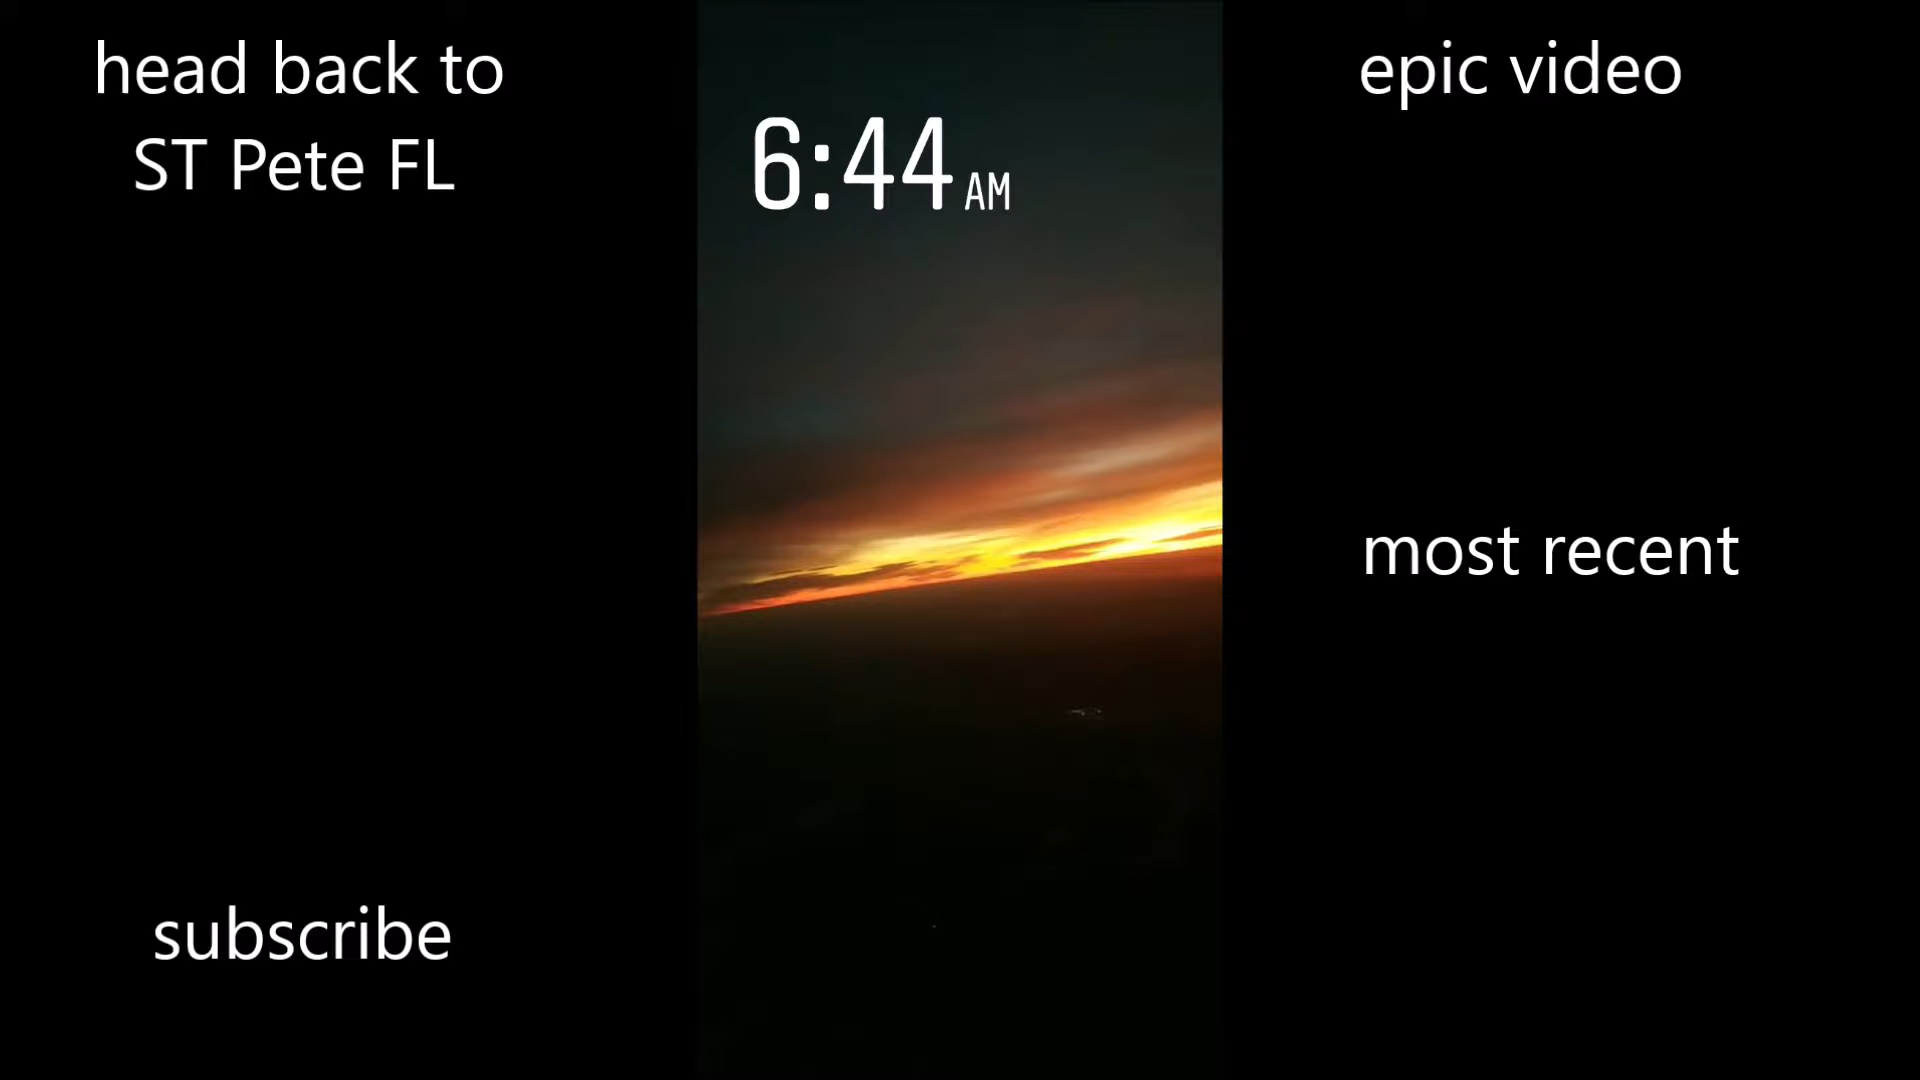 head back to
ST Pete FL
6:44 AM
epic video
most recent
subscribe